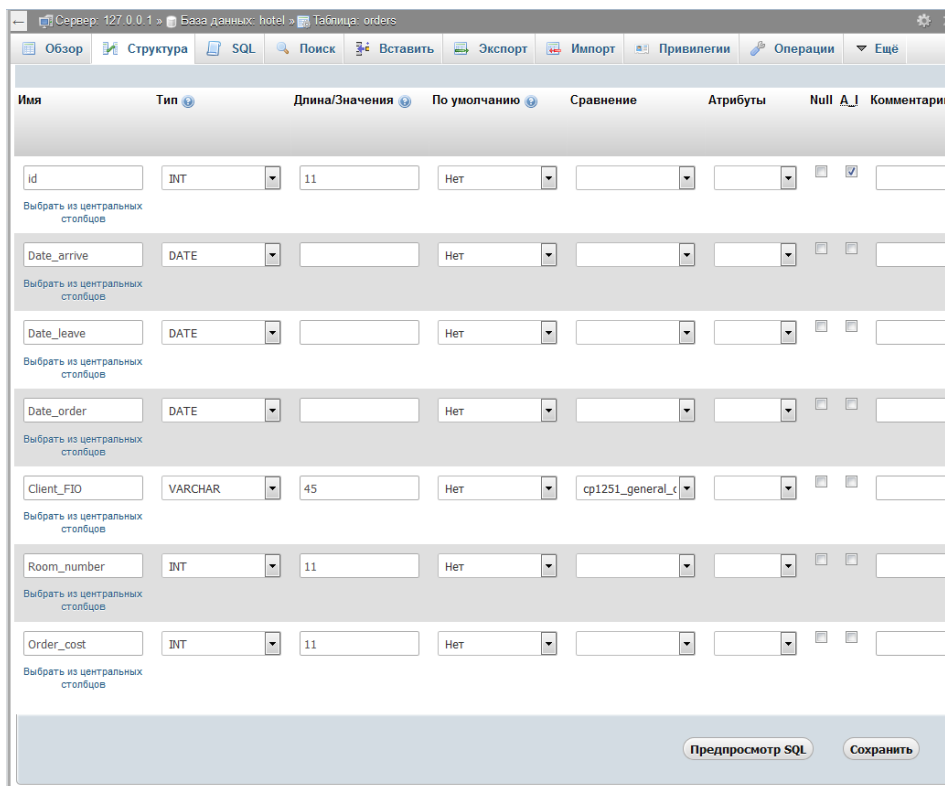 Сервер: 127.0.0.1 » База данных: hotel » Таблица: orders
Обзор Структура SQL Поиск Вставить Экспорт Импорт Привилегии Операции Ещё
Имя Тип Длина/Значения По умолчанию Сравнение Атрибуты Null A_I Комментарии
id INT 11 Нет
Выбрать из центральных
столбцов
Date_arrive DATE Нет
Выбрать из центральных
столбцов
Date_leave DATE Нет
Выбрать из центральных
столбцов
Date_order DATE Нет
Выбрать из центральных
столбцов
Client_FIO VARCHAR 45 Нет cp1251_general_c
Выбрать из центральных
столбцов
Room_number INT 11 Нет
Выбрать из центральных
столбцов
Order_cost INT 11 Нет
Выбрать из центральных
столбцов
Предпросмотр SQL Сохранить